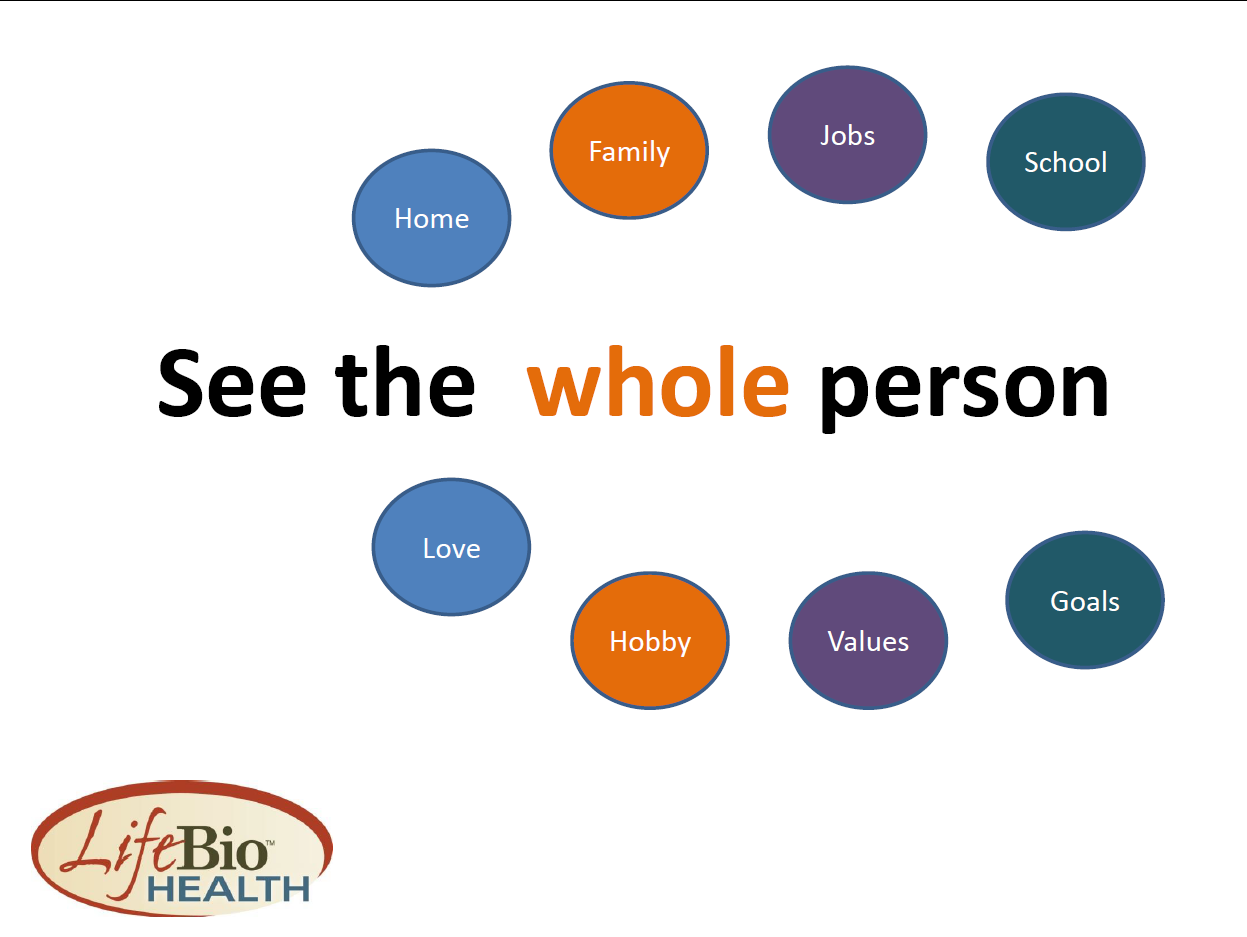 Home
Family
Jobs
School
See the whole person
Love
Hobby
Values
Goals
LifeBio™
HEALTH